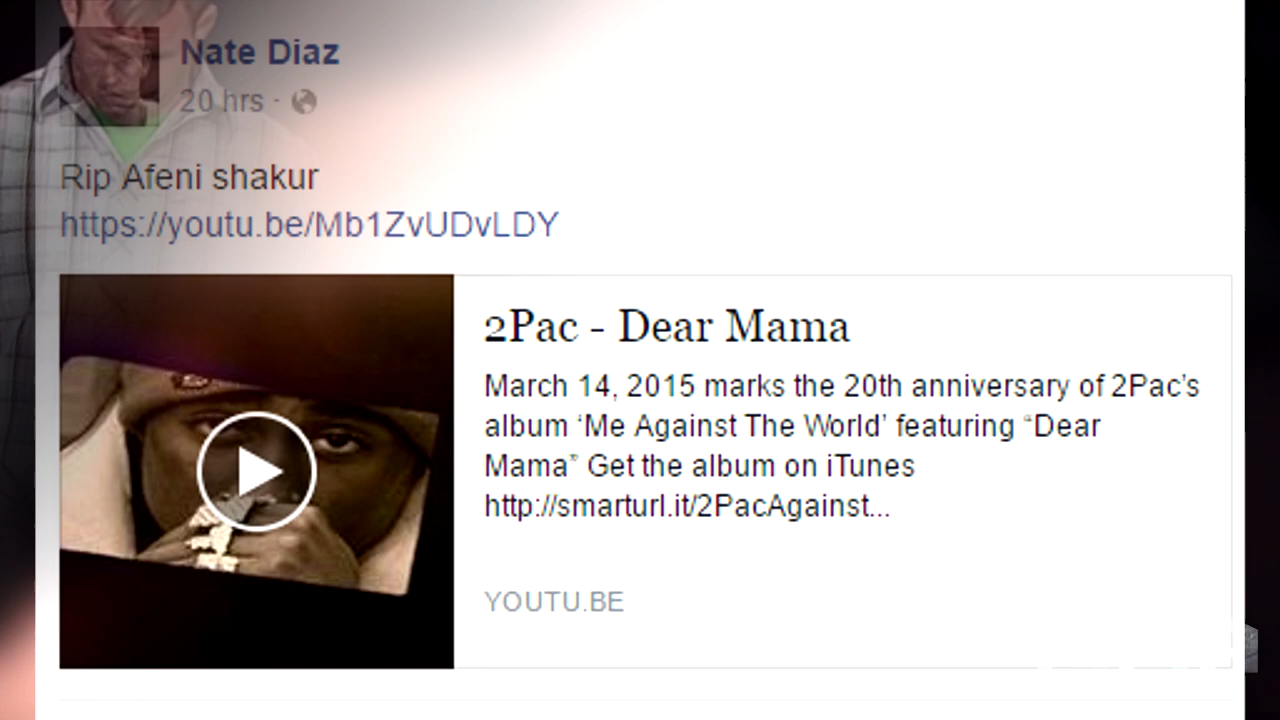 Nate Diaz
20 hrs ·
Rip Afeni shakur
https://youtu.be/Mb1ZvUDvLDY
2Pac - Dear Mama
March 14, 2015 marks the 20th anniversary of 2Pac’s
album ‘Me Against The World’ featuring “Dear
Mama” Get the album on iTunes
http://smarturl.it/2PacAgainst...
YOUTU.BE